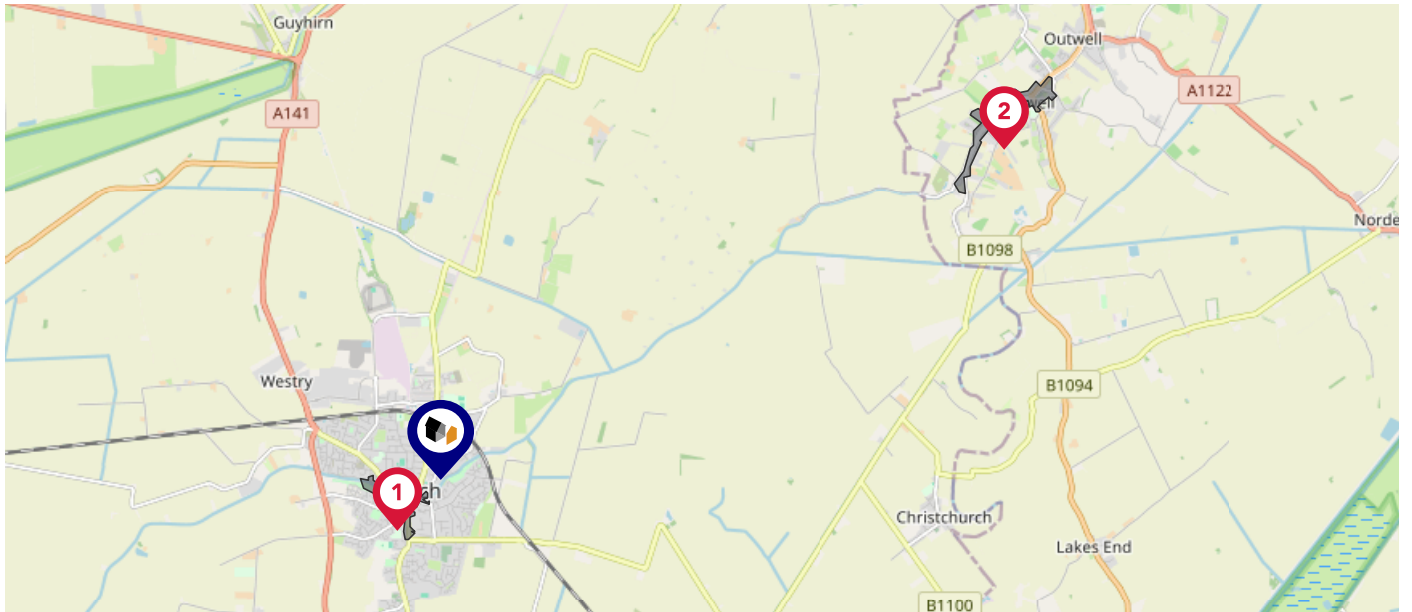 Guyhirn
Outwell
A1122
A141
2
Norde
B1098
Westry
B1094
1
Christchurch
Lakes End
B1100